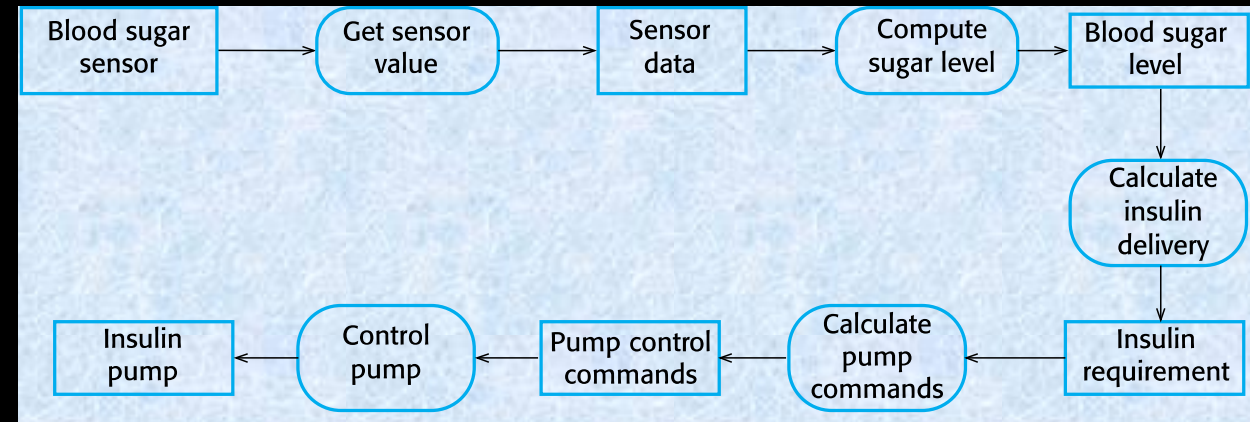 Blood sugar
sensor
Get sensor
value
Sensor
data
Compute
sugar level
Blood sugar
level
Calculate
insulin
delivery
Insulin
requirement
Calculate
pump
commands
Pump control
commands
Control
pump
Insulin
pump